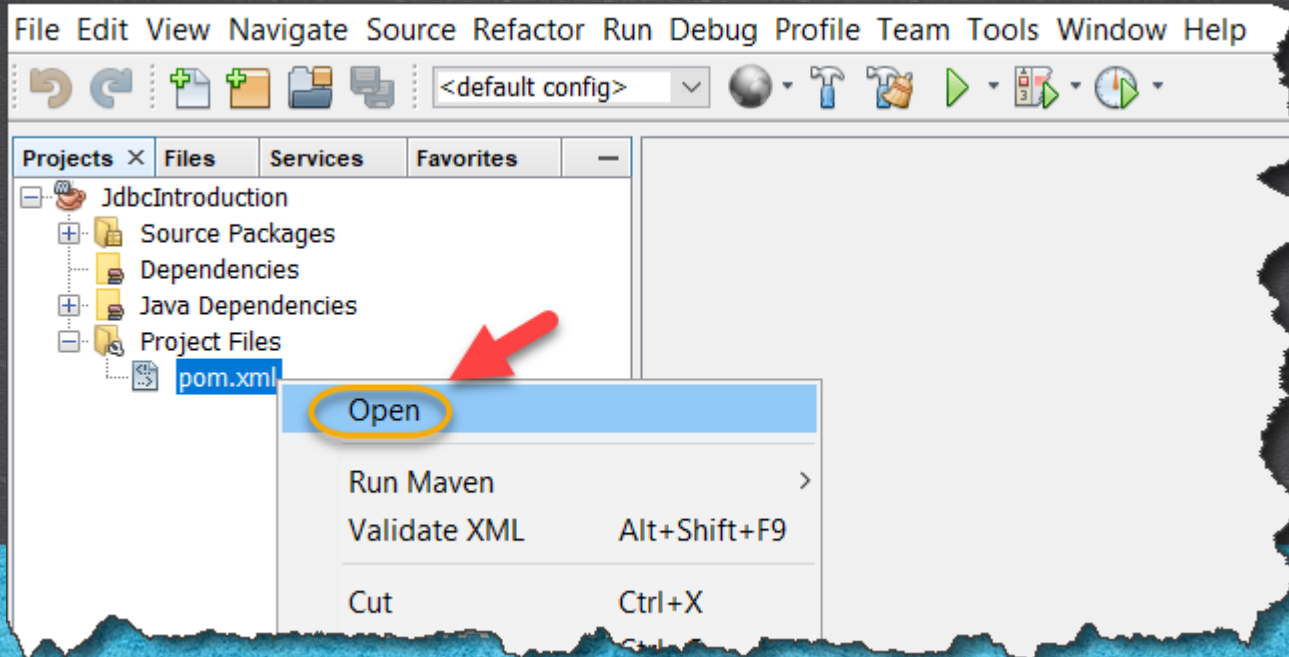 File Edit View Navigate Source Refactor Run Debug Profile Team Tools Window Help
<default config>
Projects Files Services Favorites
JdbcIntroduction
Source Packages
Dependencies
Java Dependencies
Project Files
pom.xml
Open
Run Maven
Validate XML Alt+Shift+F9
Cut Ctrl+X